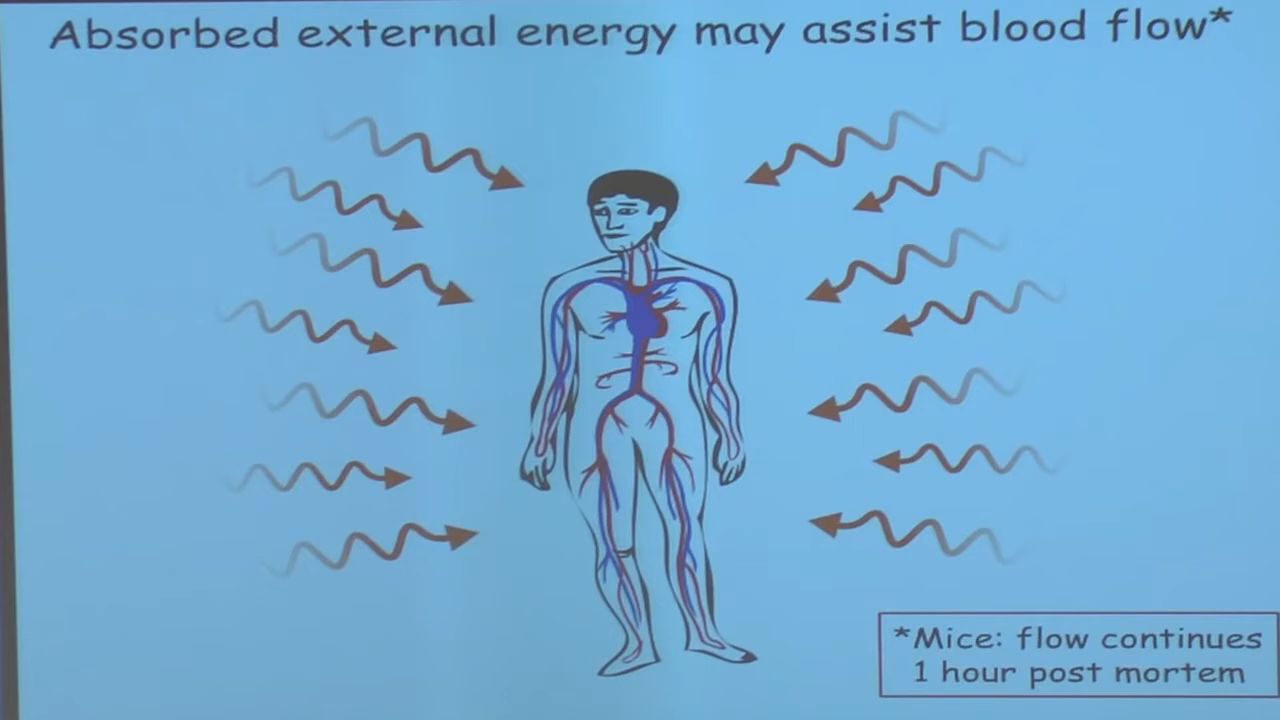 Absorbed external energy may assist blood flow*
*Mice: flow continues
1 hour post mortem